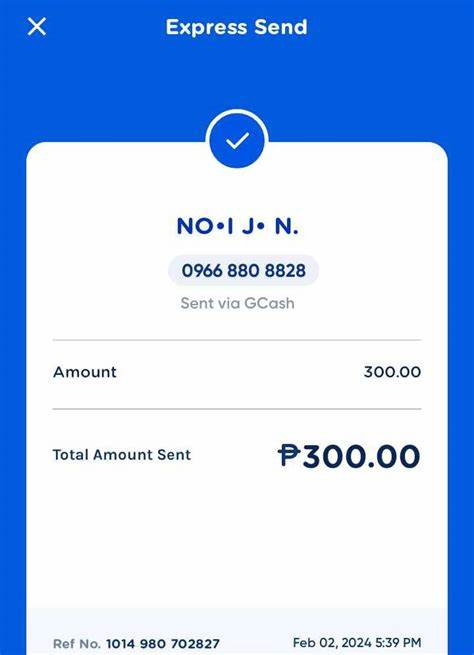 Express Send
NO•I J• N.
0966 880 8828
Sent via GCash
Amount 300.00
Total Amount Sent ₱300.00
Ref No. 1014 980 702827 Feb 02, 2024 5:39 PM